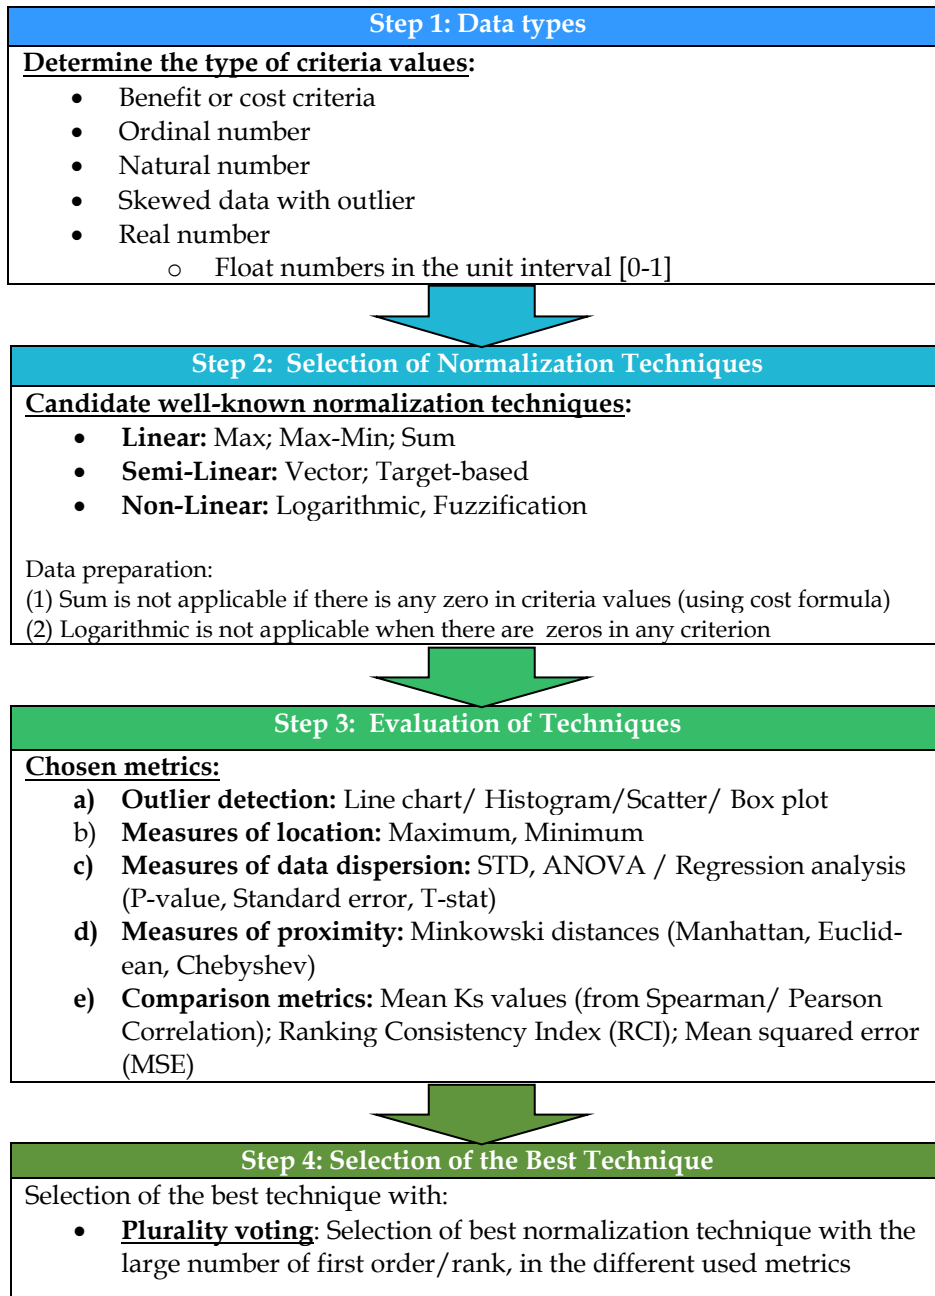 Step 1: Data types
Determine the type of criteria values:
• Benefit or cost criteria
• Ordinal number
• Natural number
• Skewed data with outlier
• Real number
o Float numbers in the unit interval [0-1]
Step 2:  Selection of Normalization Techniques
Candidate well-known normalization techniques:
• Linear: Max; Max-Min; Sum
• Semi-Linear: Vector; Target-based
• Non-Linear: Logarithmic, Fuzzification
Data preparation:
(1) Sum is not applicable if there is any zero in criteria values (using cost formula)
(2) Logarithmic is not applicable when there are  zeros in any criterion
Step 3:  Evaluation of Techniques
Chosen metrics:
a) Outlier detection: Line chart/ Histogram/Scatter/ Box plot
b) Measures of location: Maximum, Minimum
c) Measures of data dispersion: STD, ANOVA / Regression analysis
(P-value, Standard error, T-stat)
d) Measures of proximity: Minkowski distances (Manhattan, Euclid-
ean, Chebyshev)
e) Comparison metrics: Mean Ks values (from Spearman/ Pearson
Correlation); Ranking Consistency Index (RCI); Mean squared error
(MSE)
Step 4: Selection of the Best Technique
Selection of the best technique with:
• Plurality voting: Selection of best normalization technique with the
large number of first order/rank, in the different used metrics